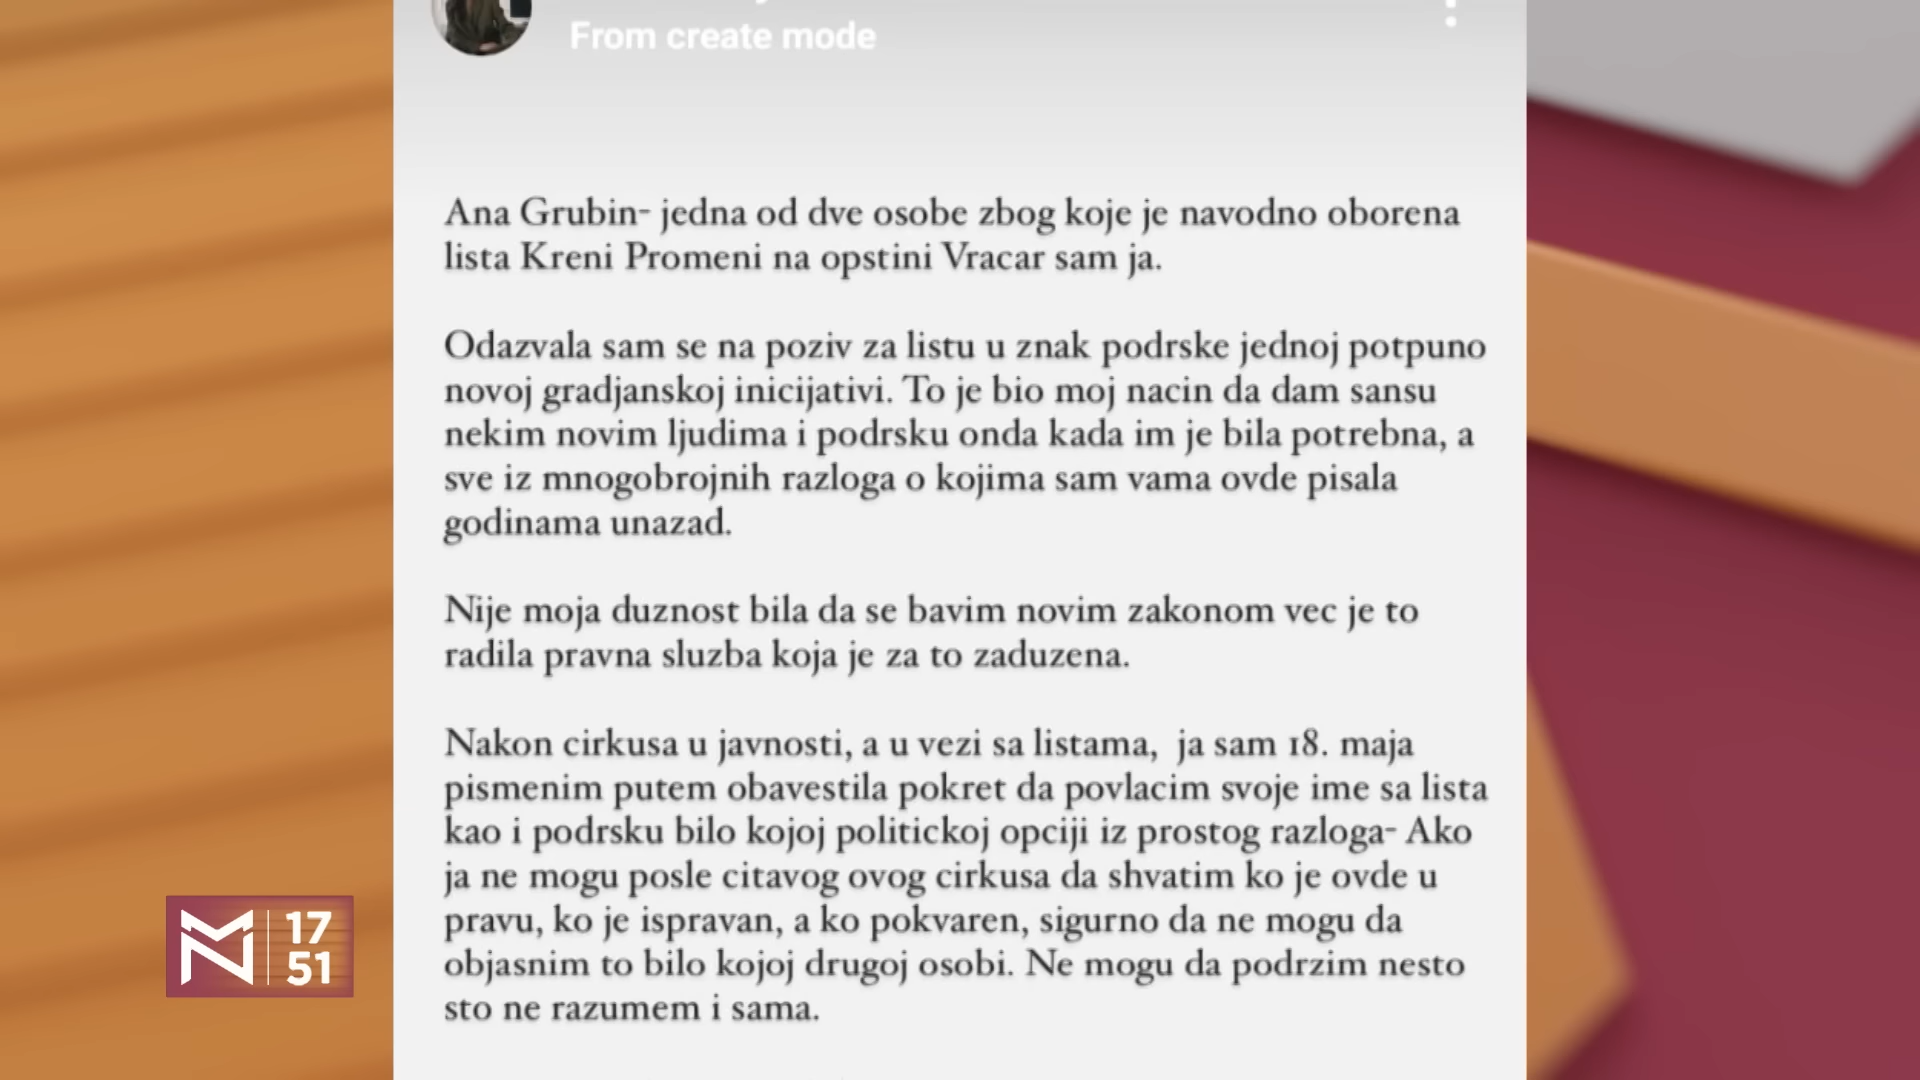 From create mode
Ana Grubin- jedna od dve osobe zbog koje je navodno oborena
lista Kreni Promeni na opstini Vracar sam ja.
Odazvala sam se na poziv za listu u znak podrske jednoj potpuno
novoj gradjanskoj inicijativi. To je bio moj nacin da dam sansu
nekim novim ljudima i podrsku onda kada im je bila potrebna, a
sve iz mnogobrojnih razloga o kojima sam vama ovde pisala
godinama unazad.
Nije moja duznost bila da se bavim novim zakonom vec je to
radila pravna sluzba koja je za to zaduzena.
Nakon cirkusa u javnosti, a u vezi sa listama, ja sam 18. maja
pismenim putem obavestila pokret da povlacim svoje ime sa lista
kao i podrsku bilo kojoj politickoj opciji iz prostog razloga- Ako
ja ne mogu posle citavog ovog cirkusa da shvatim ko je ovde u
pravu, ko je ispravan, a ko pokvaren, sigurno da ne mogu da
objasnim to bilo kojoj drugoj osobi. Ne mogu da podrzim nesto
sto ne razumem i sama.
17
51